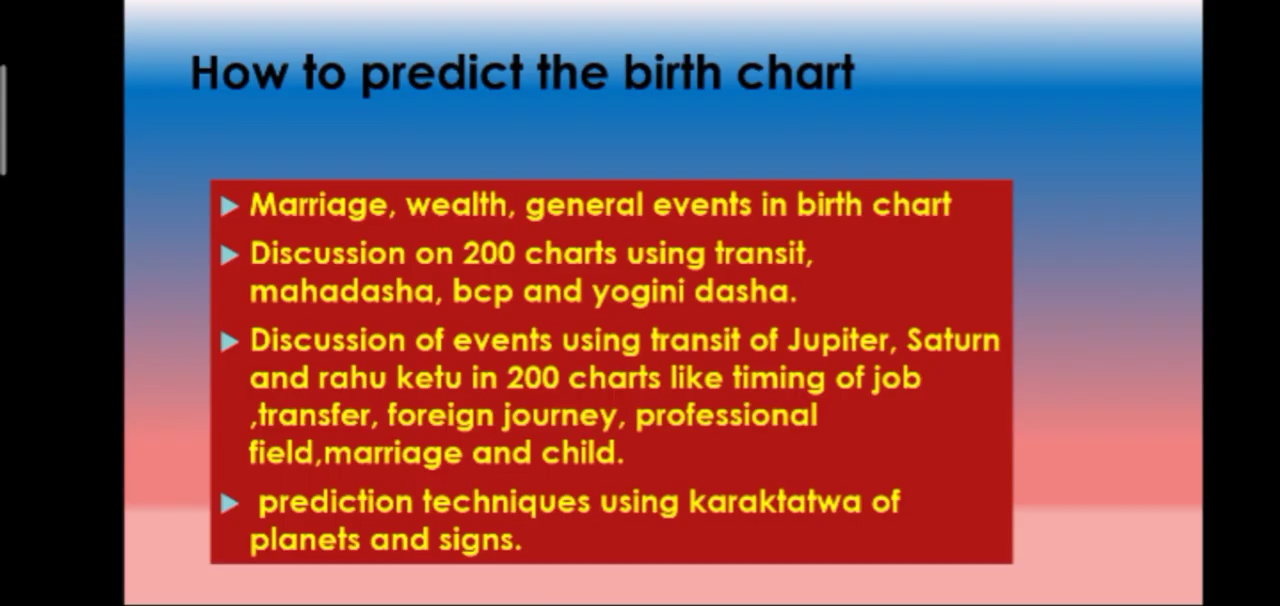 How to predict the birth chart
Marriage, wealth, general events in birth chart
Discussion on 200 charts using transit,
mahadasha, bcp and yogini dasha.
Discussion of events using transit of Jupiter, Saturn
and rahu ketu in 200 charts like timing of job
,transfer, foreign journey, professional
field,marriage and child.
prediction techniques using karaktatwa of
planets and signs.